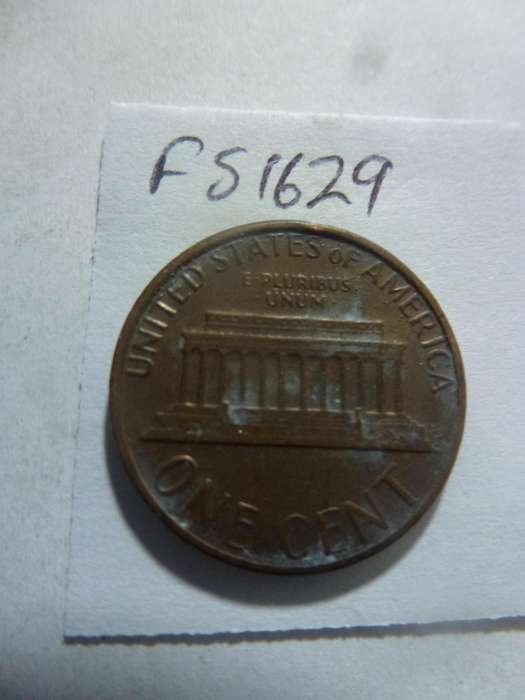 FS1629
UNITED STATES OF AMERICA
E PLURIBUS
UNUM
ONE CENT